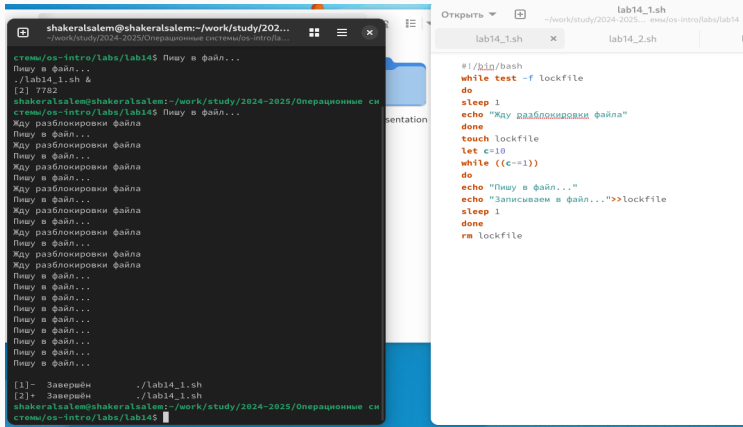 shakeralsalem@shakeralsalem:~/work/study/202...
~/work/study/2024-2025/Операционные системы/os-intro/la...
стемы/os-intro/labs/lab14$ Пишу в файл...
Пишу в файл...
./lab14_1.sh &
[2] 7782
shakeralsalem@shakeralsalem:~/work/study/2024-2025/Операционные си
стемы/os-intro/labs/lab14$ Пишу в файл...
Жду разблокировки файла
Пишу в файл...
Жду разблокировки файла
Пишу в файл...
Жду разблокировки файла
Пишу в файл...
Жду разблокировки файла
Пишу в файл...
Жду разблокировки файла
Пишу в файл...
Жду разблокировки файла
Пишу в файл...
Жду разблокировки файла
Жду разблокировки файла
Пишу в файл...
Пишу в файл...
Пишу в файл...
Пишу в файл...
Пишу в файл...
Пишу в файл...
Пишу в файл...
Пишу в файл...
Пишу в файл...
[1]- Завершён ./lab14_1.sh
[2]+ Завершён ./lab14_1.sh
shakeralsalem@shakeralsalem:~/work/study/2024-2025/Операционные си
стемы/os-intro/labs/lab14$
sentation
Открыть
lab14_1.sh
~/work/study/2024-2025... емы/os-intro/labs/lab14
lab14_1.sh
lab14_2.sh
#!/bin/bash
while test -f lockfile
do
sleep 1
echo "Жду разблокировки файла"
done
touch lockfile
let c=10
while ((c-=1))
do
echo "Пишу в файл..."
echo "Записываем в файл...">>lockfile
sleep 1
done
rm lockfile